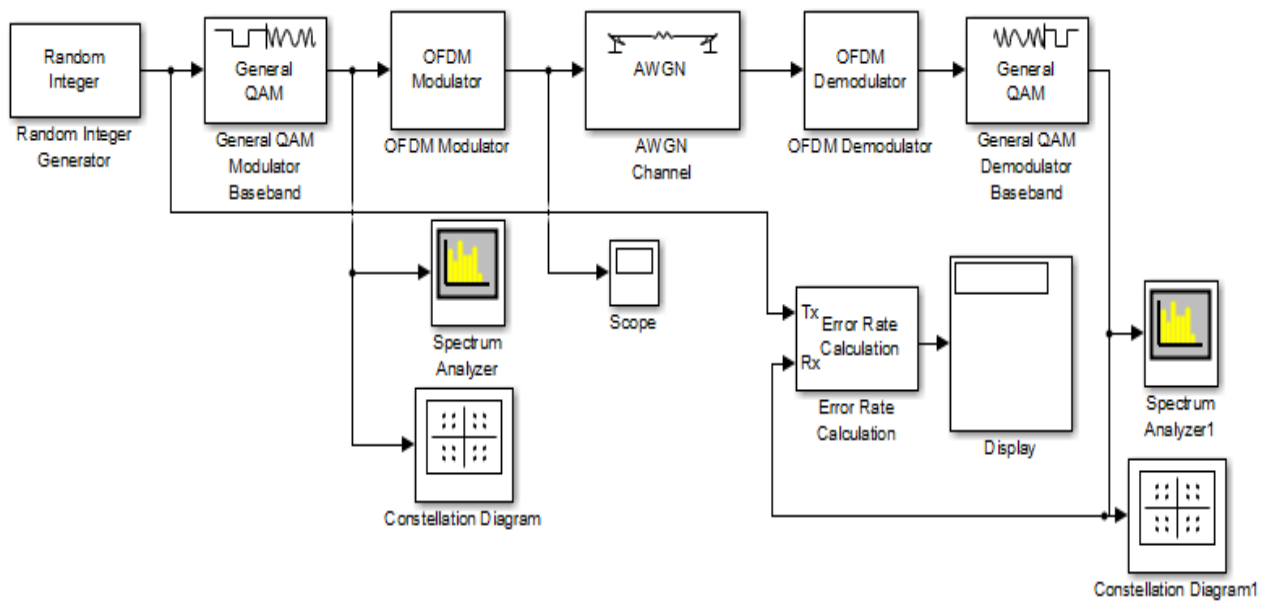 Random
Integer
Random Integer
Generator
General
QAM
General QAM
Modulator
Baseband
OFDM
Modulator
OFDM Modulator
AWGN
AWGN
Channel
OFDM
Demodulator
OFDM Demodulator
General
QAM
General QAM
Demodulator
Baseband
Spectrum
Analyzer
Scope
Tx
Rx
Error Rate
Calculation
Error Rate
Calculation
Display
Spectrum
Analyzer1
Constellation Diagram
Constellation Diagram1